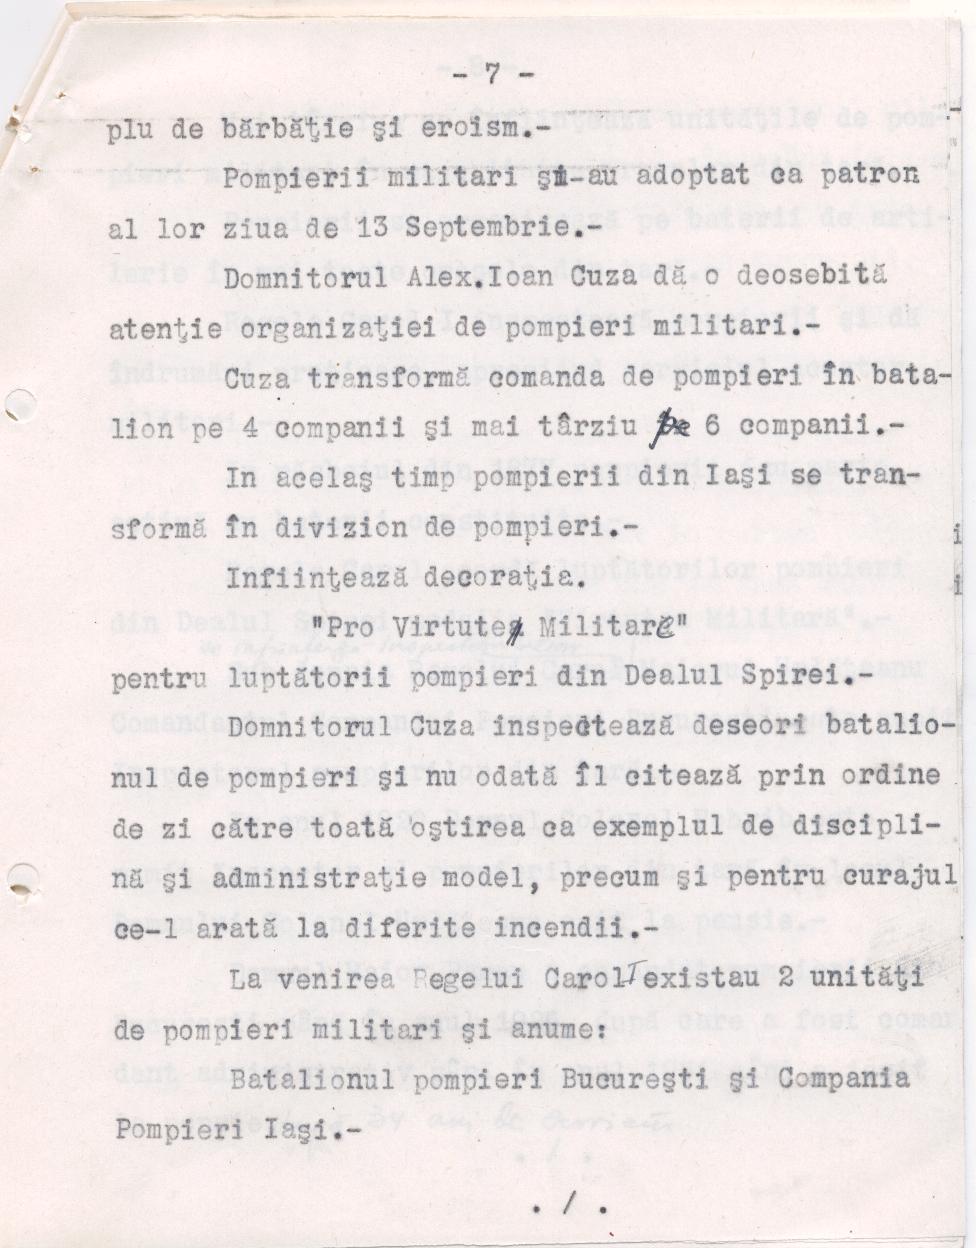 - 7 -
plu de bărbăţie şi eroism.-
Pompierii militari şi-au adoptat ca patron
al lor ziua de 13 Septembrie.-
Domnitorul Alex.Ioan Cuza dă o deosebită
atenţie organizaţiei de pompieri militari.-
Cuza transformă comanda de pompieri în bata-
lion pe 4 companii şi mai târziu pe 6 companii.-
In acelaş timp pompierii din Iaşi se tran-
sformă în divizion de pompieri.-
Infiinţează decoraţia.
"Pro Virtute Militare"
pentru luptătorii pompieri din Dealul Spirei.-
Domnitorul Cuza inspectează deseori batalio-
nul de pompieri şi nu odată îl citează prin ordine
de zi către toată oştirea ca exemplul de discipli-
nă şi administraţie model, precum şi pentru curajul
ce-l arată la diferite incendii.-
La venirea Regelui Carol I existau 2 unităţi
de pompieri militari şi anume:
Batalionul pompieri Bucureşti şi Compania
Pompieri Iaşi.-
. / .